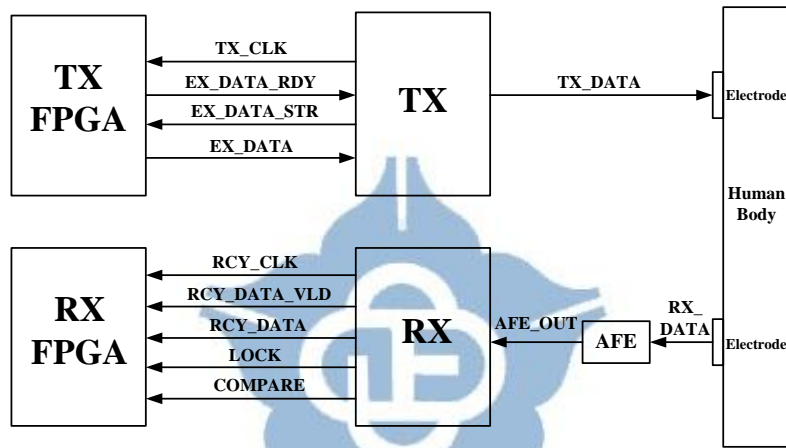 TX
FPGA
TX_CLK
EX_DATA_RDY
EX_DATA_STR
EX_DATA
TX
TX_DATA
Electrode
Human
Body
RX
FPGA
RCY_CLK
RCY_DATA_VLD
RCY_DATA
LOCK
COMPARE
RX
AFE_OUT
AFE
RX_
DATA
Electrode